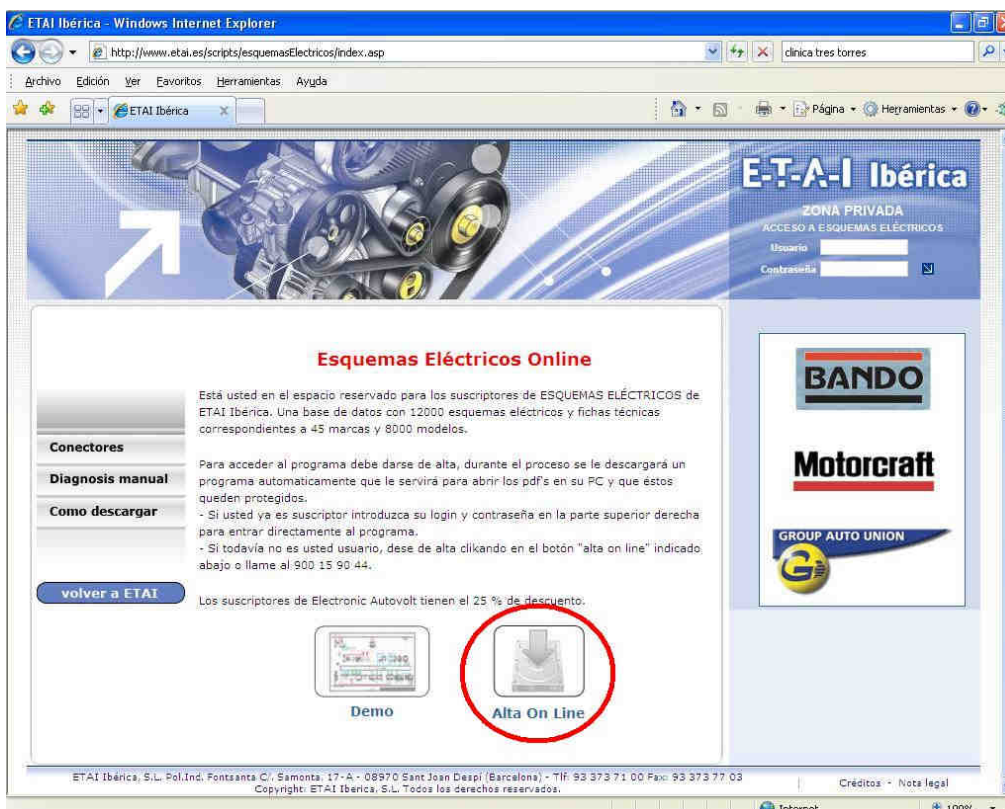 ETAI Ibérica - Windows Internet Explorer
http://www.etai.es/scripts/esquemasElectricos/index.asp
clinica tres torres
Archivo Edición Ver Favoritos Herramientas Ayuda
ETAI Ibérica
Página Herramientas
E-T-A-I Ibérica
ZONA PRIVADA
ACCESO A ESQUEMAS ELÉCTRICOS
Usuario
Contraseña
Esquemas Eléctricos Online
Está usted en el espacio reservado para los suscriptores de ESQUEMAS ELÉCTRICOS de
ETAI Ibérica. Una base de datos con 12000 esquemas eléctricos y fichas técnicas
correspondientes a 45 marcas y 8000 modelos.
Conectores
Diagnosis manual
Como descargar
volver a ETAI
Para acceder al programa debe darse de alta, durante el proceso se le descargará un
programa automaticamente que le servirá para abrir los pdf's en su PC y que éstos
queden protegidos.
- Si usted ya es suscriptor introduzca su login y contraseña en la parte superior derecha
para entrar directamente al programa.
- Si todavía no es usted usuario, dese de alta clikando en el botón "alta on line" indicado
abajo o llame al 900 15 90 44.
Los suscriptores de Electronic Autovolt tienen el 25 % de descuento.
Demo
Alta On Line
BANDO
Motorcraft
GROUP AUTO UNION
G
ETAI Ibérica, S.L. Pol.Ind. Fontsanta C/. Samonta, 17-A - 08970 Sant Joan Despí (Barcelona) - Tlf: 93 373 71 00 Fax: 93 373 77 03
Copyright: ETAI Iberica, S.L. Todos los derechos reservados.
Créditos - Nota legal
Internet
100%